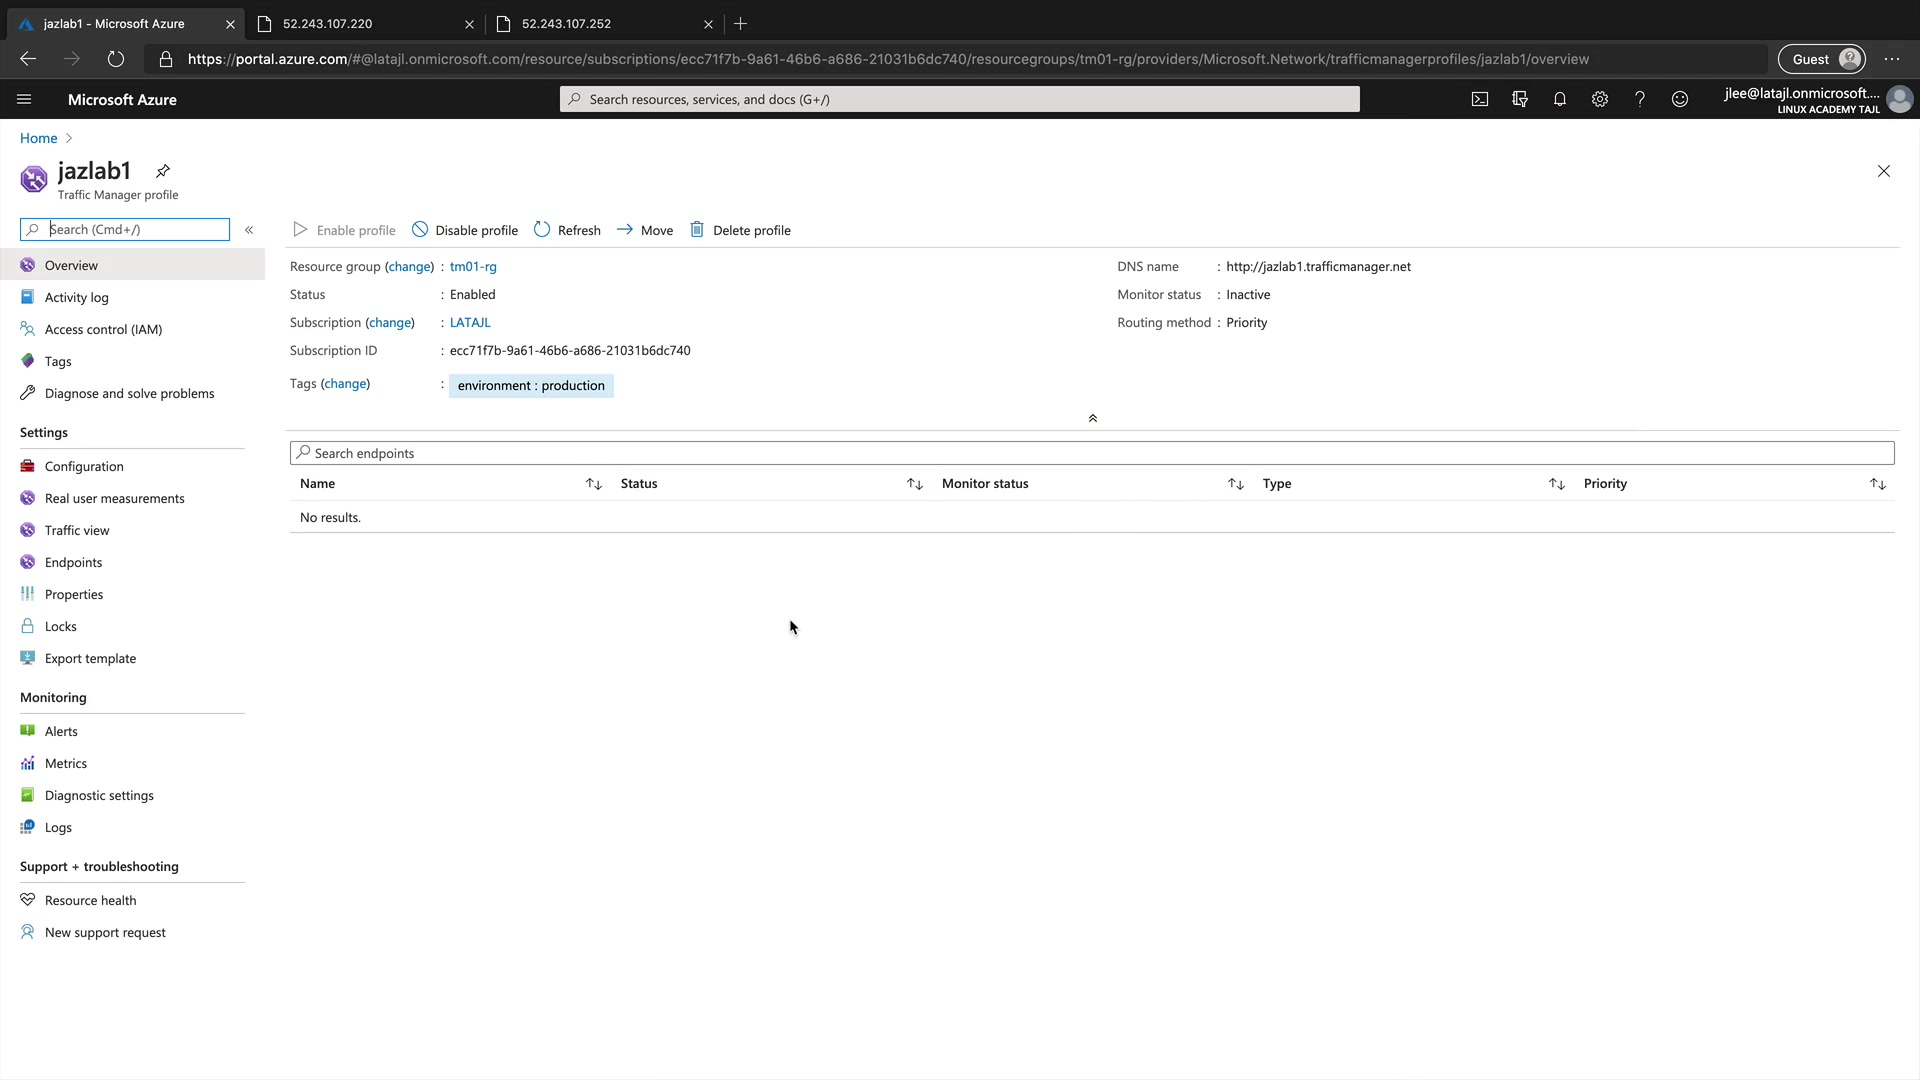 jazlab1 - Microsoft Azure
52.243.107.220
52.243.107.252
https://portal.azure.com/#@latajl.onmicrosoft.com/resource/subscriptions/ecc71f7b-9a61-46b6-a686-21031b6dc740/resourcegroups/tm01-rg/providers/Microsoft.Network/trafficmanagerprofiles/jazlab1/overview
Guest
Microsoft Azure
Search resources, services, and docs (G+/)
jlee@latajl.onmicrosoft....
LINUX ACADEMY TAJL
Home
jazlab1
Traffic Manager profile
Search (Cmd+/)
Overview
Activity log
Access control (IAM)
Tags
Diagnose and solve problems
Settings
Configuration
Real user measurements
Traffic view
Endpoints
Properties
Locks
Export template
Monitoring
Alerts
Metrics
Diagnostic settings
Logs
Support + troubleshooting
Resource health
New support request
Enable profile Disable profile Refresh Move Delete profile
Resource group (change) : tm01-rg
Status : Enabled
Subscription (change) : LATAJL
Subscription ID : ecc71f7b-9a61-46b6-a686-21031b6dc740
Tags (change) : environment : production
DNS name : http://jazlab1.trafficmanager.net
Monitor status : Inactive
Routing method : Priority
Search endpoints
Name Status Monitor status Type Priority
No results.